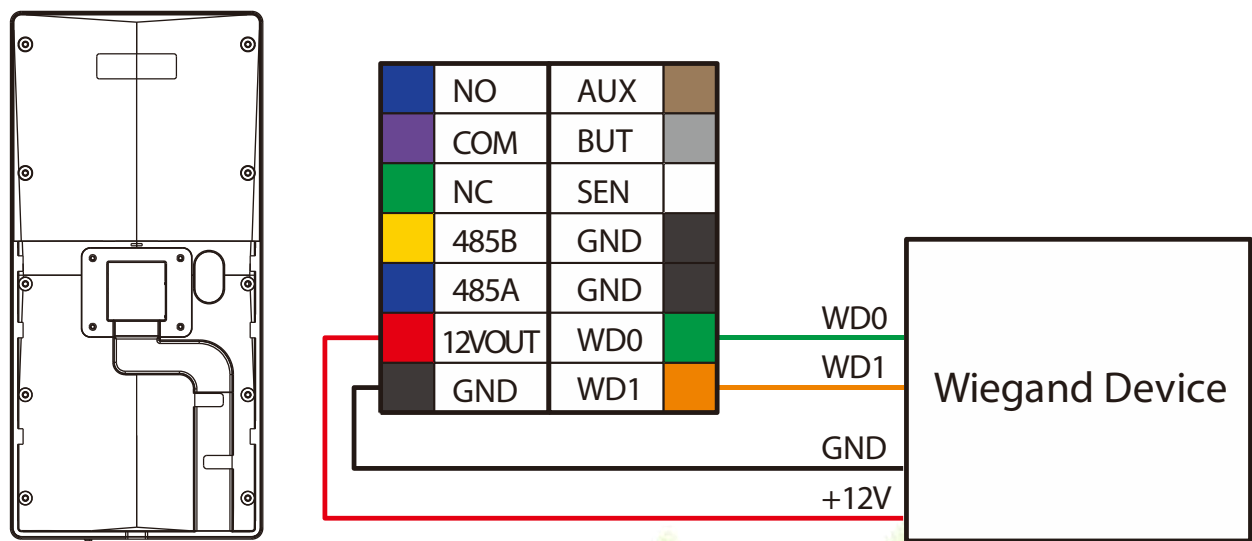 NO AUX
COM BUT
NC SEN
485B GND
485A GND
12VOUT WD0
GND WD1
WD0
WD1
GND
+12V
Wiegand Device